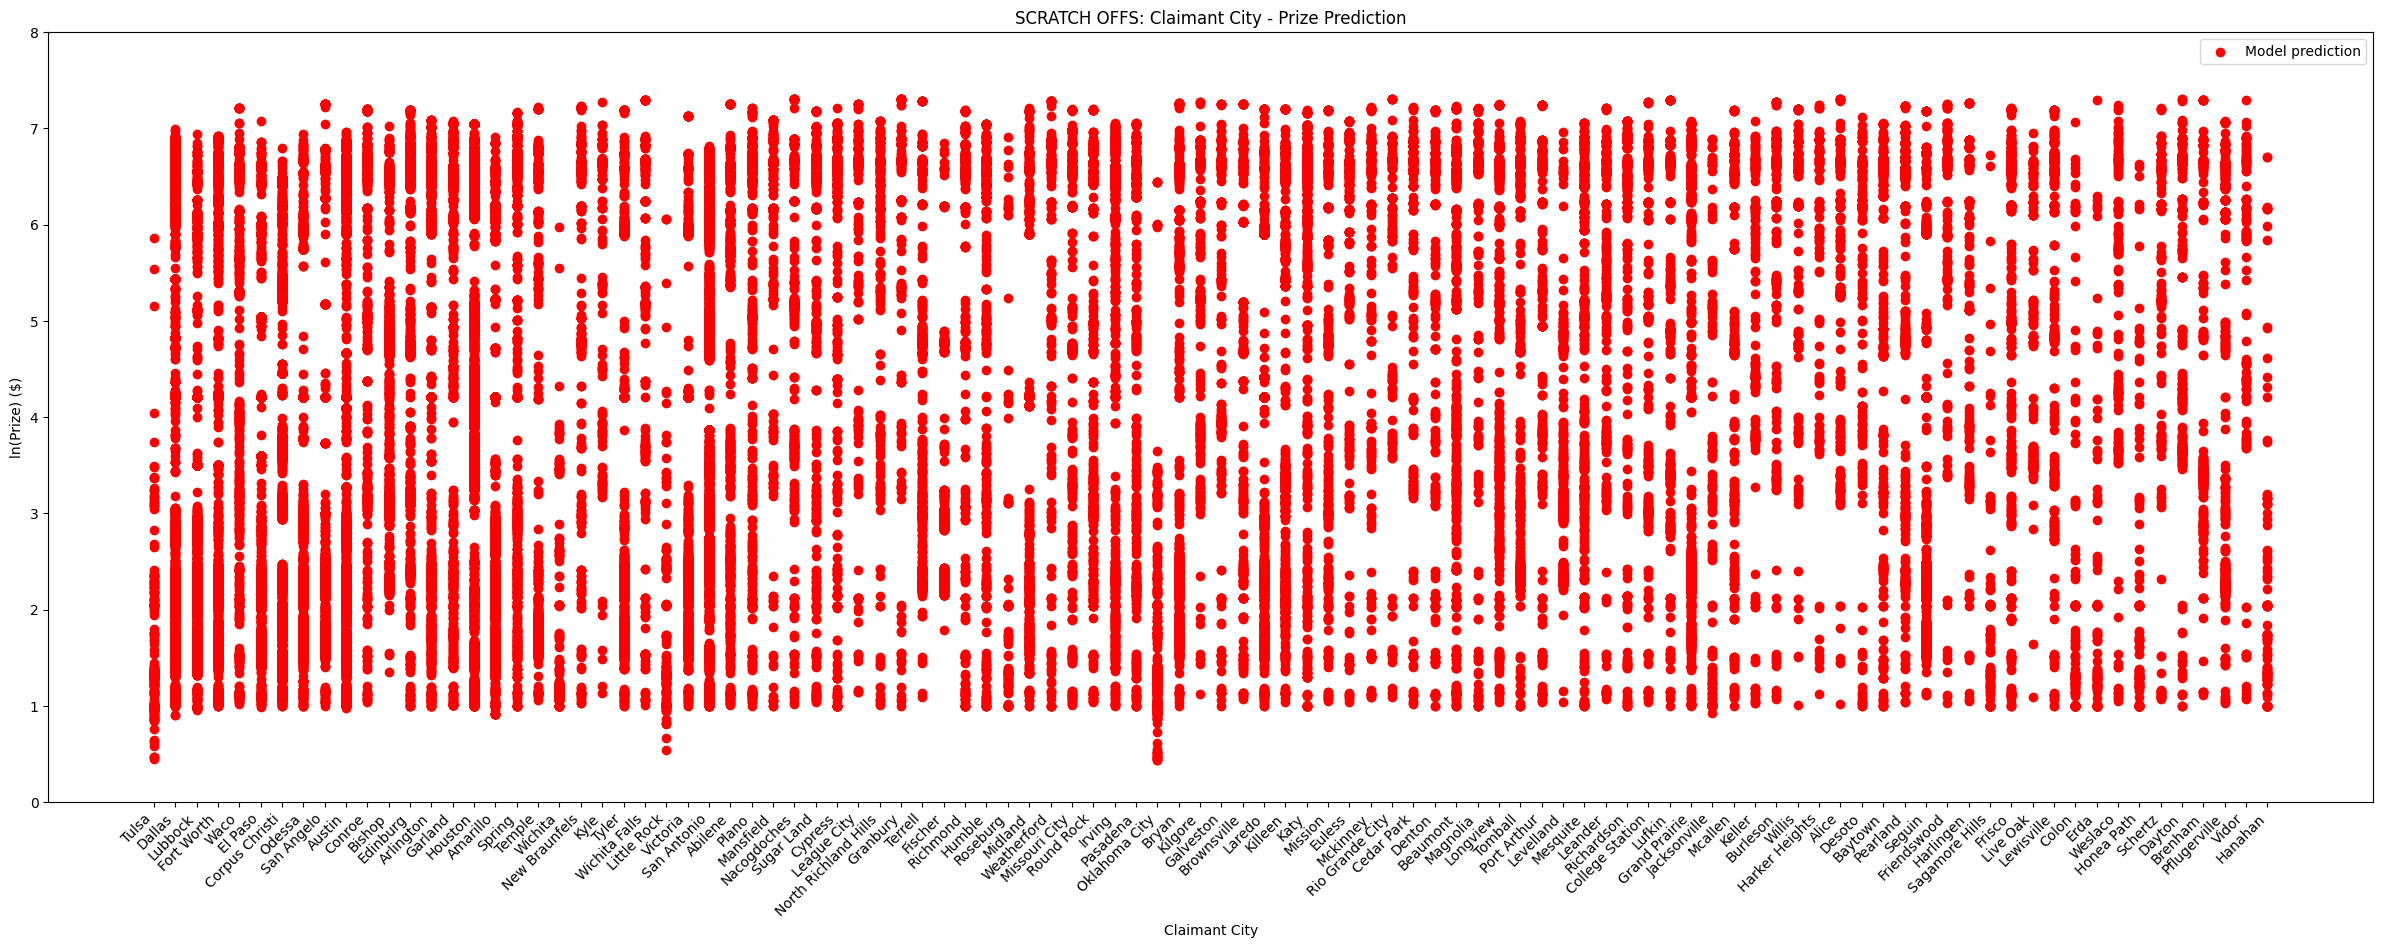 SCRATCH OFFS: Claimant City - Prize Prediction
Model prediction
ln(Prize) ($)
8
7
6
5
4
3
2
1
0
Tulsa
Dallas
Lubbock
Fort Worth
Waco
El Paso
Corpus Christi
Odessa
San Angelo
Austin
Conroe
Bishop
Edinburg
Arlington
Garland
Houston
Amarillo
Spring
Temple
Wichita
New Braunfels
Kyle
Tyler
Wichita Falls
Little Rock
Victoria
San Antonio
Abilene
Plano
Mansfield
Nacogdoches
Sugar Land
Cypress
League City
North Richland Hills
Granbury
Terrell
Fischer
Richmond
Humble
Roseburg
Midland
Weatherford
Missouri City
Round Rock
Irving
Pasadena
Oklahoma City
Bryan
Kilgore
Galveston
Brownsville
Laredo
Killeen
Katy
Mission
Euless
Mckinney
Rio Grande City
Cedar Park
Denton
Beaumont
Magnolia
Longview
Tomball
Port Arthur
Levelland
Mesquite
Leander
Richardson
College Station
Lufkin
Grand Prairie
Jacksonville
Mcallen
Keller
Burleson
Willis
Harker Heights
Alice
Desoto
Baytown
Pearland
Seguin
Friendswood
Harlingen
Sagamore Hills
Frisco
Live Oak
Lewisville
Colon
Erda
Weslaco
Honea Path
Schertz
Dayton
Brenham
Pflugerville
Vidor
Hanahan
Claimant City